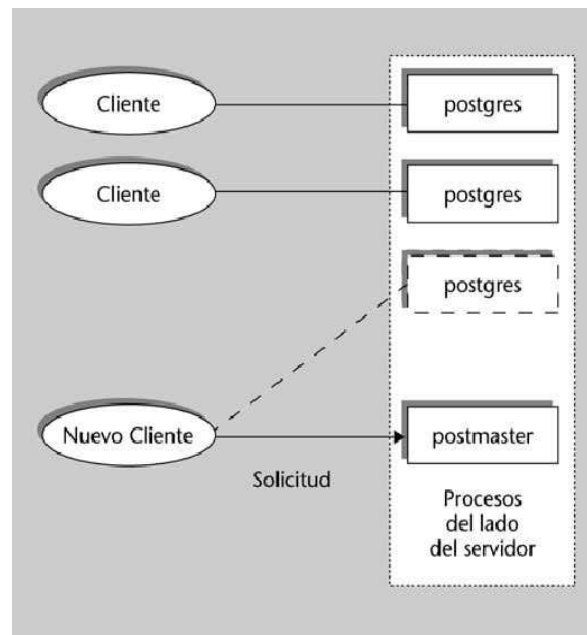 Cliente
postgres
Cliente
postgres
postgres
Nuevo Cliente
postmaster
Solicitud
Procesos
del lado
del servidor